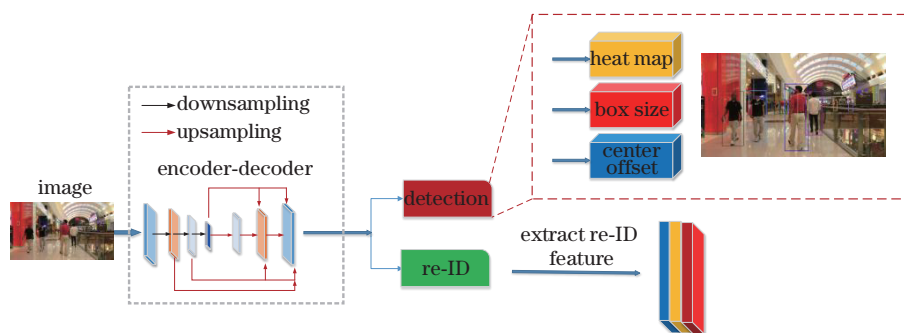 downsampling
upsampling
encoder-decoder
image
detection
re-ID
heat map
box size
center
offset
extract re-ID
feature